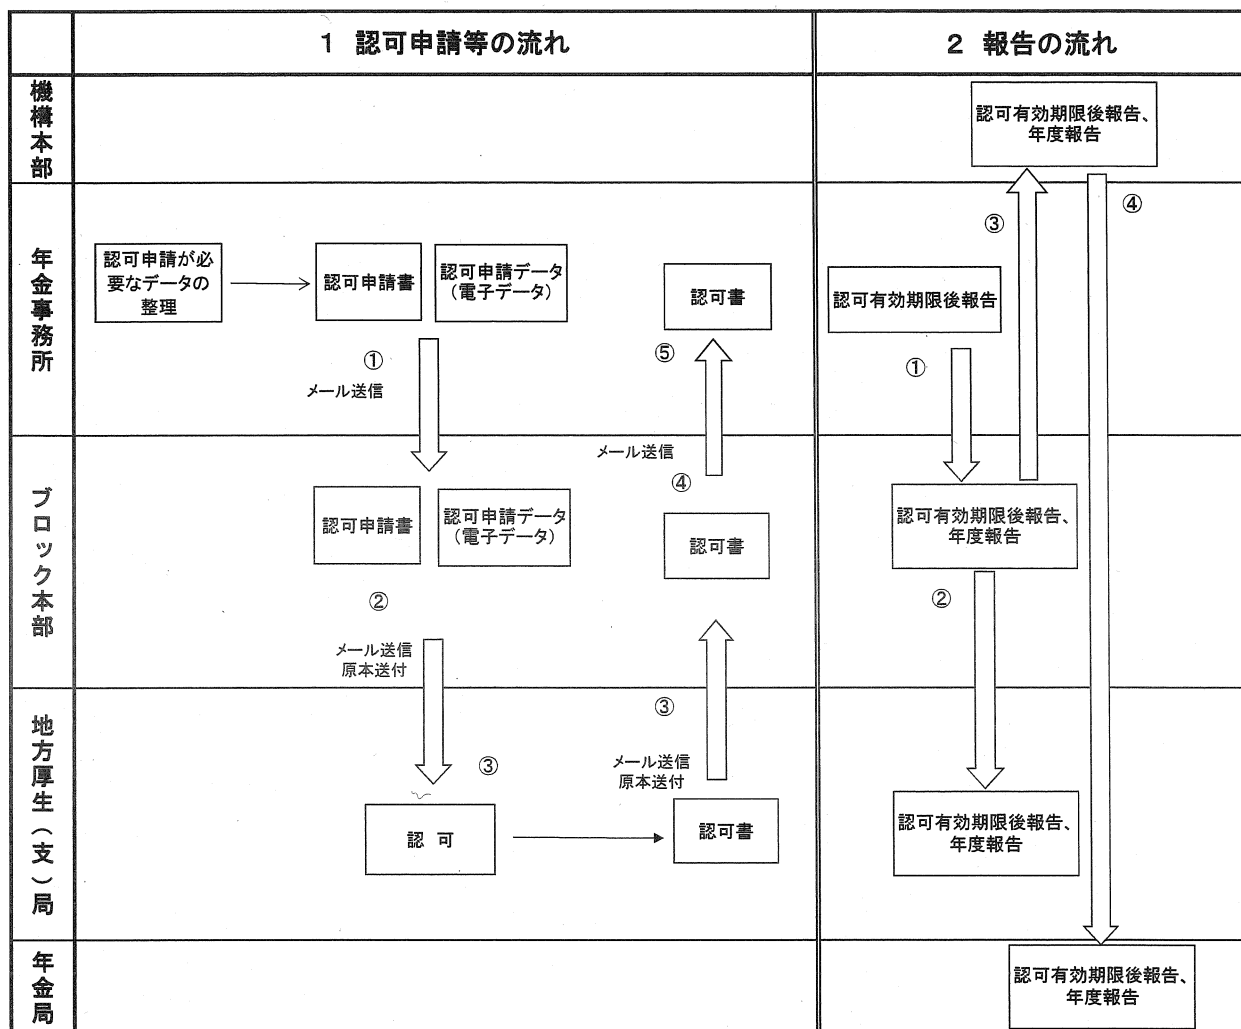 1 認可申請等の流れ
2 報告の流れ
機構本部
認可有効期限後報告、
年度報告
③
④
年金事務所
認可申請が必
要なデータの
整理
認可申請書
認可申請データ
(電子データ)
認可書
認可有効期限後報告
①
メール送信
⑤
①
ブロック本部
メール送信
④
認可申請書
認可申請データ
(電子データ)
認可書
認可有効期限後報告、
年度報告
②
メール送信
原本送付
②
地方厚生(支)局
③
③
メール送信
原本送付
認 可
認可書
認可有効期限後報告、
年度報告
年金局
認可有効期限後報告、
年度報告